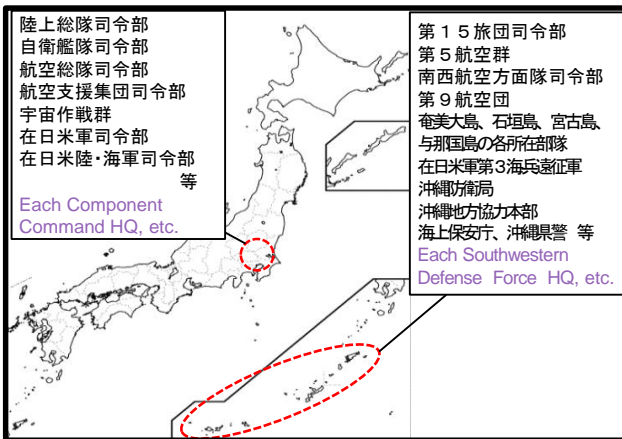 陸上総隊司令部
自衛艦隊司令部
航空総隊司令部
航空支援集団司令部
宇宙作戦群
在日米軍司令部
在日米陸・海軍司令部
等
Each Component
Command HQ, etc.
第１５旅団司令部
第５航空群
南西航空方面隊司令部
第９航空団
奄美大島、石垣島、宮古島、
与那国島の各所在部隊
在日米軍第３海兵遠征軍
沖縄防衛局
沖縄地方協力本部
海上保安庁、沖縄県警 等
Each Southwestern
Defense Force HQ, etc.